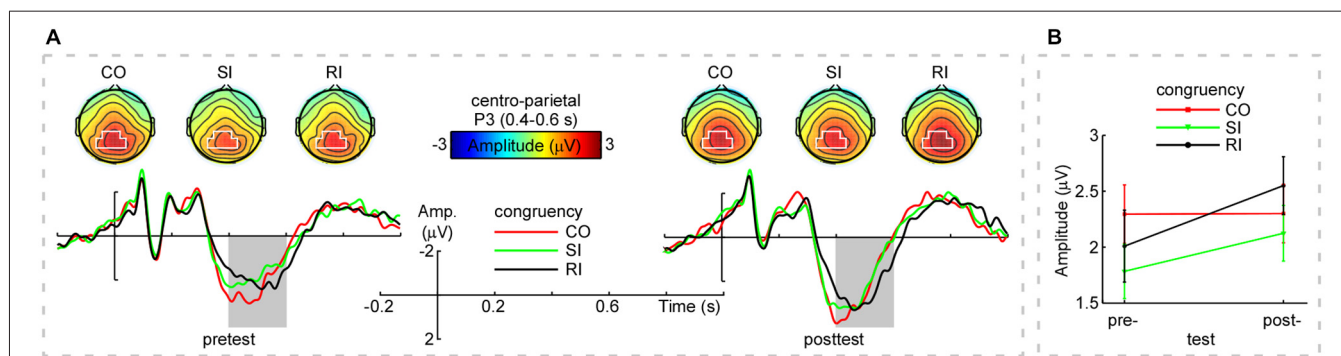 A
CO SI RI
centro-parietal
P3 (0.4-0.6 s)
-3 Amplitude (μV) 3
CO SI RI
Amp.
(μV)
-2
2
congruency
CO
SI
RI
-0.2 0.2 0.6 Time (s)
pretest
posttest
B
congruency
CO
SI
RI
Amplitude (μV)
3
2.5
2
1.5
pre- test post-